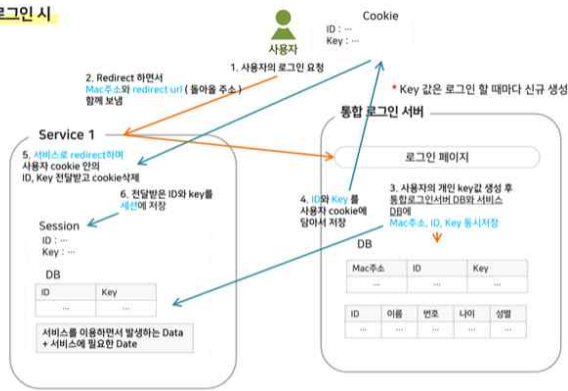 로그인 시
Cookie
ID : ...
Key : ...
사용자
1. 사용자의 로그인 요청
2. Redirect 하면서
Mac주소와 redirect url ( 돌아올 주소 )
함께 보냄
* Key 값은 로그인 할 때마다 신규 생성
Service 1
통합 로그인 서버
5. 서비스로 redirect하며
사용자 cookie 안의
ID, Key 전달받고 cookie삭제
로그인 페이지
6. 전달받은 ID와 key를
세션에 저장
4. ID와 Key 를
사용자 cookie에
담아서 저장
3. 사용자의 개인 key값 생성 후
통합로그인서버 DB와 서비스
DB에
Mac주소, ID, Key 동시저장
Session
ID : ...
Key : ...
DB
ID Key
... ...
서비스를 이용하면서 발생하는 Data
+ 서비스에 필요한 Date
DB
Mac주소 ID Key
... ... ...
ID 이름 번호 나이 성별
... ... ... ... ...